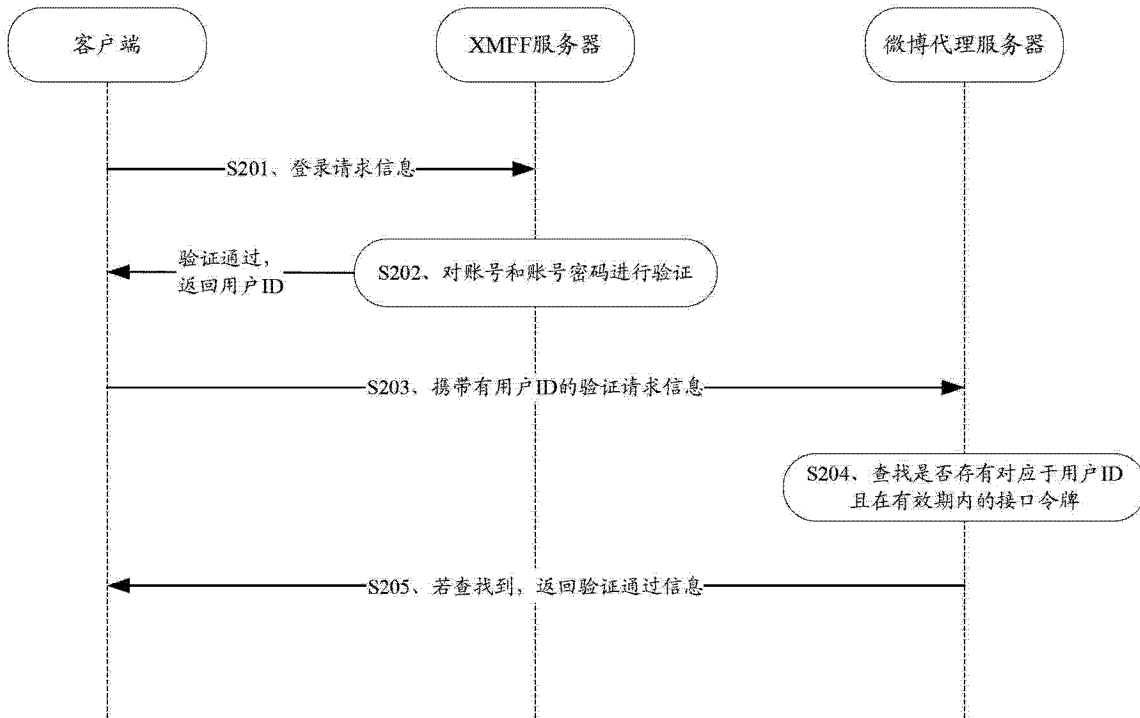 客户端
XMFF服务器
微博代理服务器
S201、登录请求信息
验证通过，
返回用户ID
S202、对账号和账号密码进行验证
S203、携带有用户ID的验证请求信息
S204、查找是否存有对应于用户ID
且在有效期内的接口令牌
S205、若查找到，返回验证通过信息